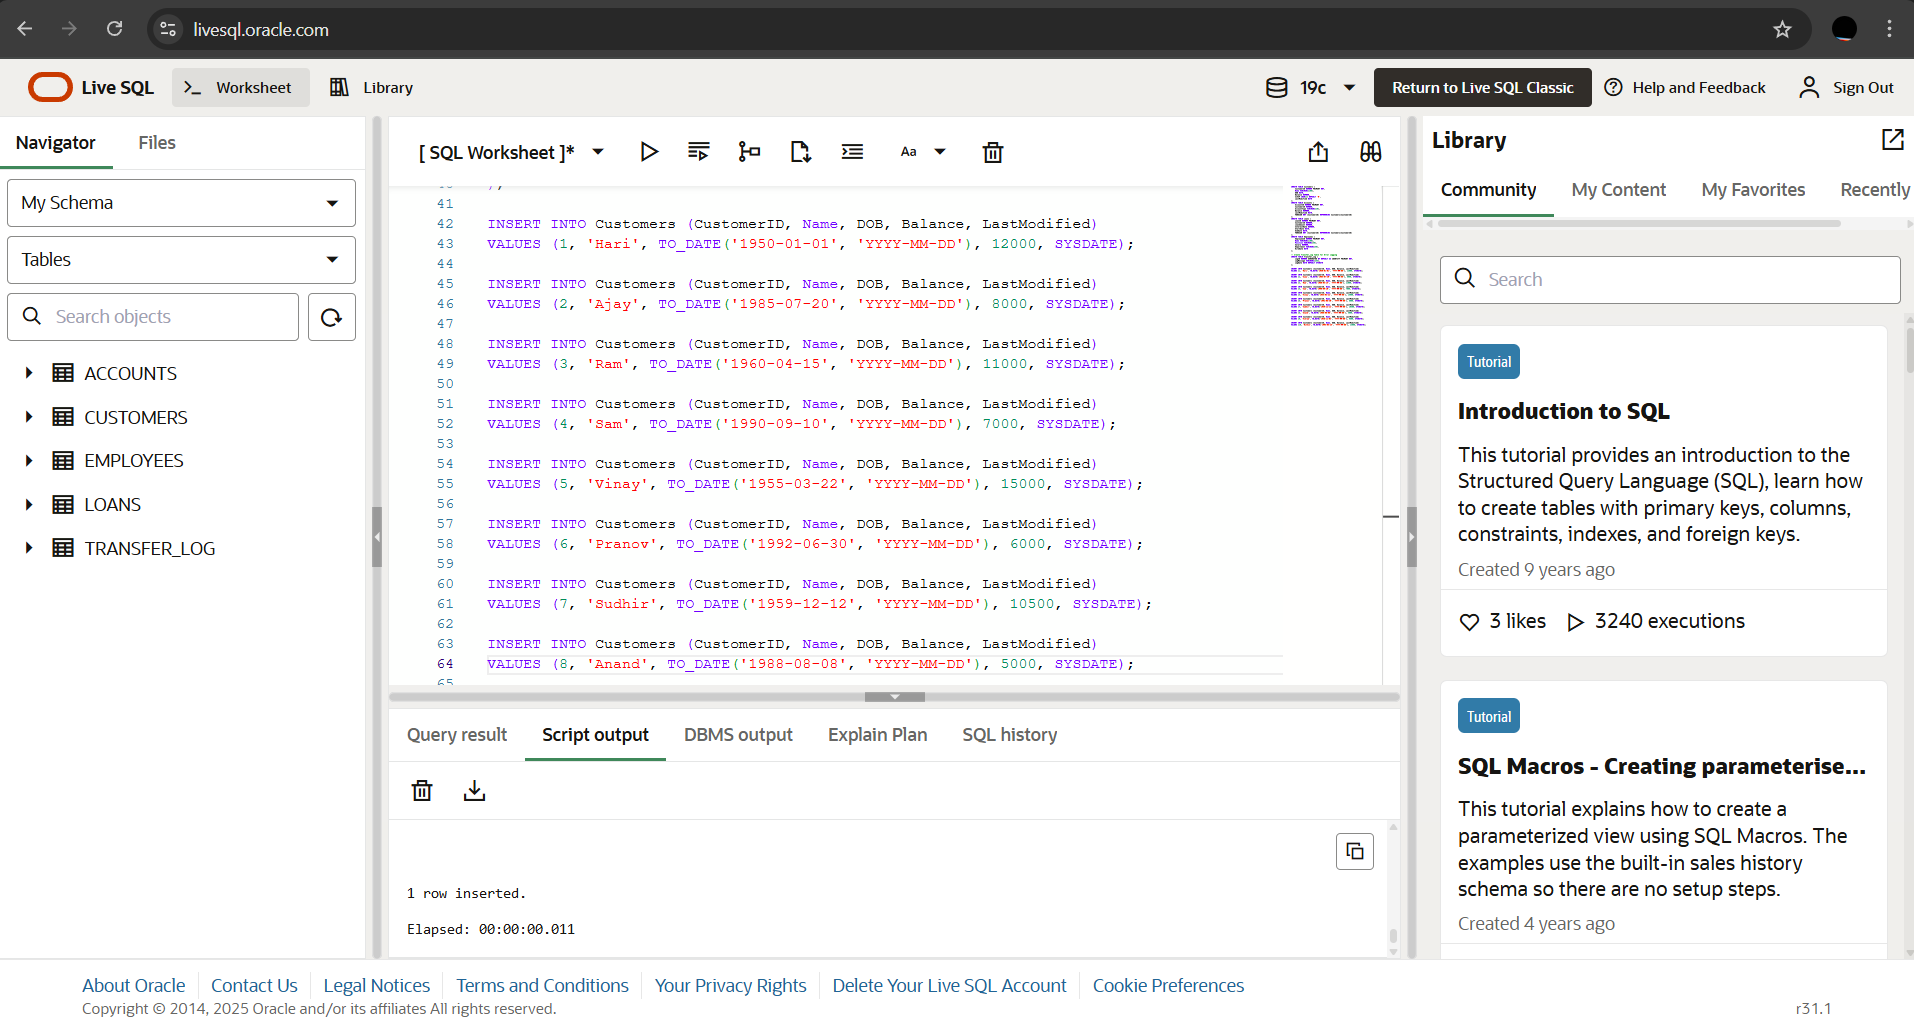 livesql.oracle.com
Live SQL
Worksheet
Library
19c
Return to Live SQL Classic
Help and Feedback
Sign Out
Navigator
Files
My Schema
Tables
Search objects
ACCOUNTS
CUSTOMERS
EMPLOYEES
LOANS
TRANSFER_LOG
[ SQL Worksheet ]*
Aa
41
42 INSERT INTO Customers (CustomerID, Name, DOB, Balance, LastModified)
43 VALUES (1, 'Hari', TO_DATE('1950-01-01', 'YYYY-MM-DD'), 12000, SYSDATE);
44
45 INSERT INTO Customers (CustomerID, Name, DOB, Balance, LastModified)
46 VALUES (2, 'Ajay', TO_DATE('1985-07-20', 'YYYY-MM-DD'), 8000, SYSDATE);
47
48 INSERT INTO Customers (CustomerID, Name, DOB, Balance, LastModified)
49 VALUES (3, 'Ram', TO_DATE('1960-04-15', 'YYYY-MM-DD'), 11000, SYSDATE);
50
51 INSERT INTO Customers (CustomerID, Name, DOB, Balance, LastModified)
52 VALUES (4, 'Sam', TO_DATE('1990-09-10', 'YYYY-MM-DD'), 7000, SYSDATE);
53
54 INSERT INTO Customers (CustomerID, Name, DOB, Balance, LastModified)
55 VALUES (5, 'Vinay', TO_DATE('1955-03-22', 'YYYY-MM-DD'), 15000, SYSDATE);
56
57 INSERT INTO Customers (CustomerID, Name, DOB, Balance, LastModified)
58 VALUES (6, 'Pranov', TO_DATE('1992-06-30', 'YYYY-MM-DD'), 6000, SYSDATE);
59
60 INSERT INTO Customers (CustomerID, Name, DOB, Balance, LastModified)
61 VALUES (7, 'Sudhir', TO_DATE('1959-12-12', 'YYYY-MM-DD'), 10500, SYSDATE);
62
63 INSERT INTO Customers (CustomerID, Name, DOB, Balance, LastModified)
64 VALUES (8, 'Anand', TO_DATE('1988-08-08', 'YYYY-MM-DD'), 5000, SYSDATE);
65
Query result
Script output
DBMS output
Explain Plan
SQL history
1 row inserted.
Elapsed: 00:00:00.011
Library
Community
My Content
My Favorites
Recently
Search
Tutorial
Introduction to SQL
This tutorial provides an introduction to the
Structured Query Language (SQL), learn how
to create tables with primary keys, columns,
constraints, indexes, and foreign keys.
Created 9 years ago
3 likes
3240 executions
Tutorial
SQL Macros - Creating parameterise...
This tutorial explains how to create a
parameterized view using SQL Macros. The
examples use the built-in sales history
schema so there are no setup steps.
Created 4 years ago
About Oracle
Contact Us
Legal Notices
Terms and Conditions
Your Privacy Rights
Delete Your Live SQL Account
Cookie Preferences
Copyright © 2014, 2025 Oracle and/or its affiliates All rights reserved.
r31.1